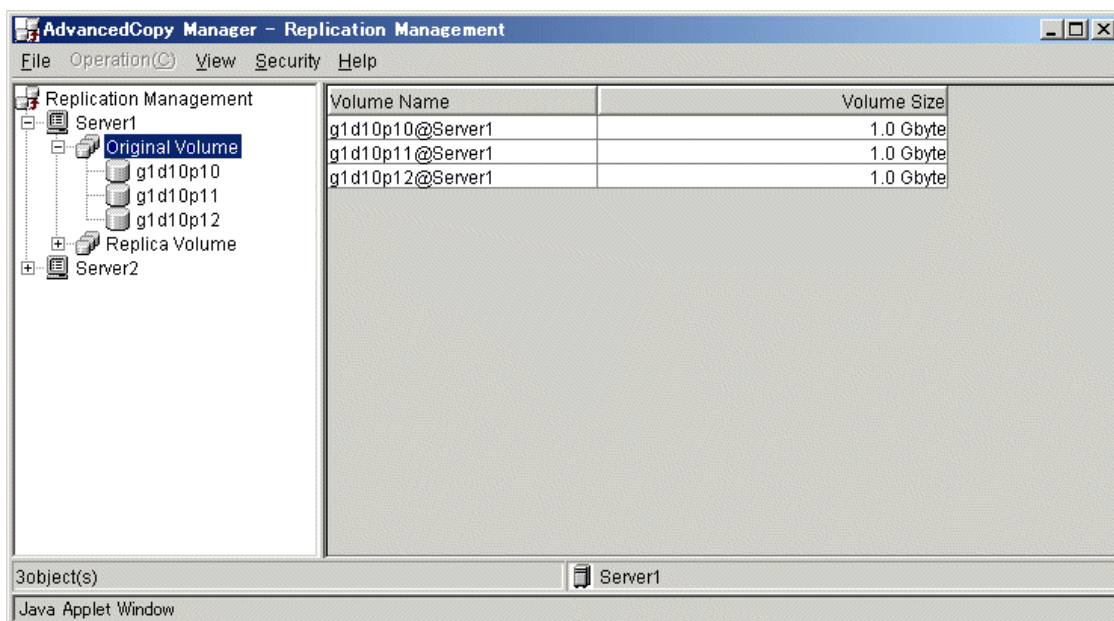 AdvancedCopy Manager – Replication Management
File Operation(C) View Security Help
Replication Management
Server1
Original Volume
g1d10p10
g1d10p11
g1d10p12
Replica Volume
Server2
Volume Name Volume Size
g1d10p10@Server1 1.0 Gbyte
g1d10p11@Server1 1.0 Gbyte
g1d10p12@Server1 1.0 Gbyte
3object(s) Server1
Java Applet Window